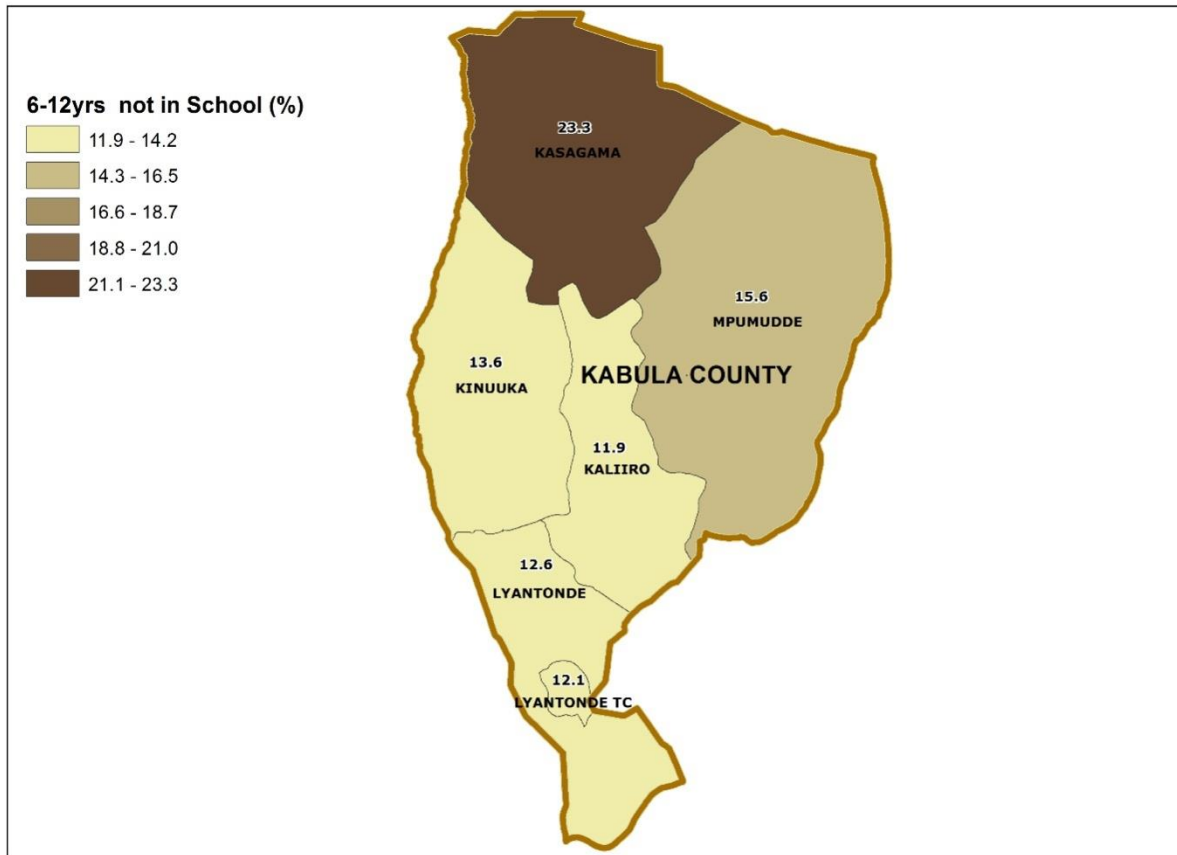 6-12yrs not in School (%)
11.9 - 14.2
14.3 - 16.5
16.6 - 18.7
18.8 - 21.0
21.1 - 23.3
23.3
KASAGAMA
15.6
MPUMUDDE
13.6
KINUUKA
KABULA COUNTY
11.9
KALIIRO
12.6
LYANTONDE
12.1
LYANTONDE TC